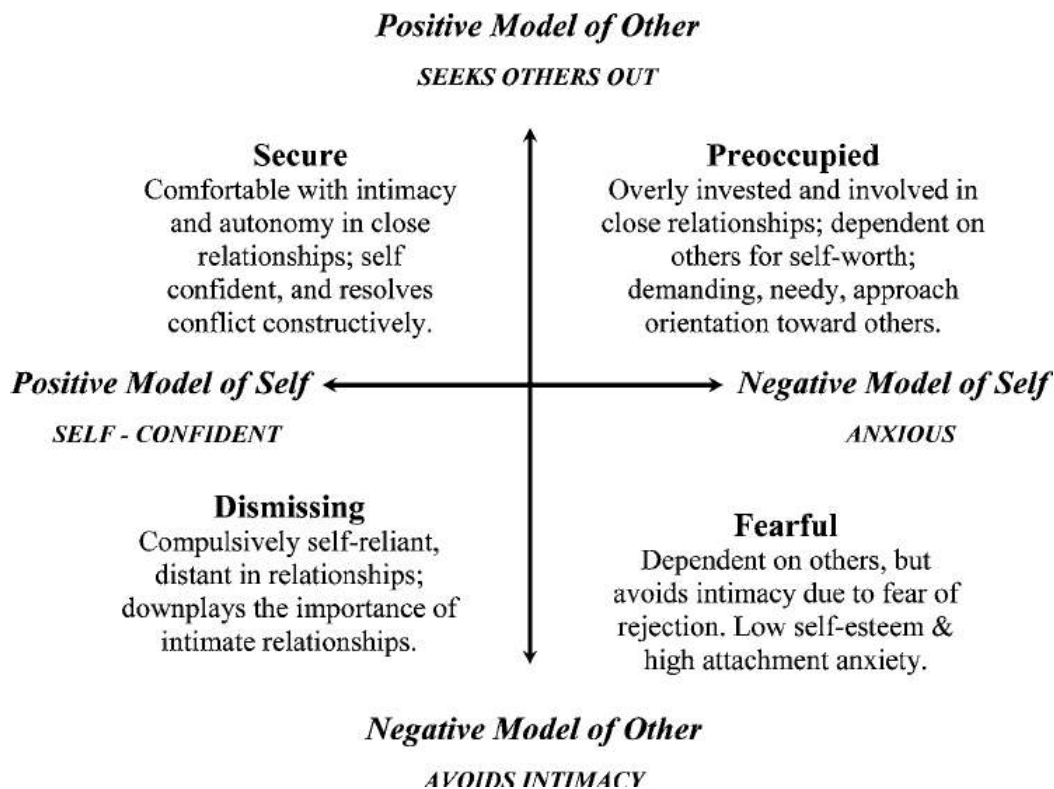 Positive Model of Other
SEEKS OTHERS OUT
Secure
Comfortable with intimacy
and autonomy in close
relationships; self
confident, and resolves
conflict constructively.
Preoccupied
Overly invested and involved in
close relationships; dependent on
others for self-worth;
demanding, needy, approach
orientation toward others.
Positive Model of Self
SELF - CONFIDENT
Negative Model of Self
ANXIOUS
Dismissing
Compulsively self-reliant,
distant in relationships;
downplays the importance of
intimate relationships.
Fearful
Dependent on others, but
avoids intimacy due to fear of
rejection. Low self-esteem &
high attachment anxiety.
Negative Model of Other
AVOIDS INTIMACY